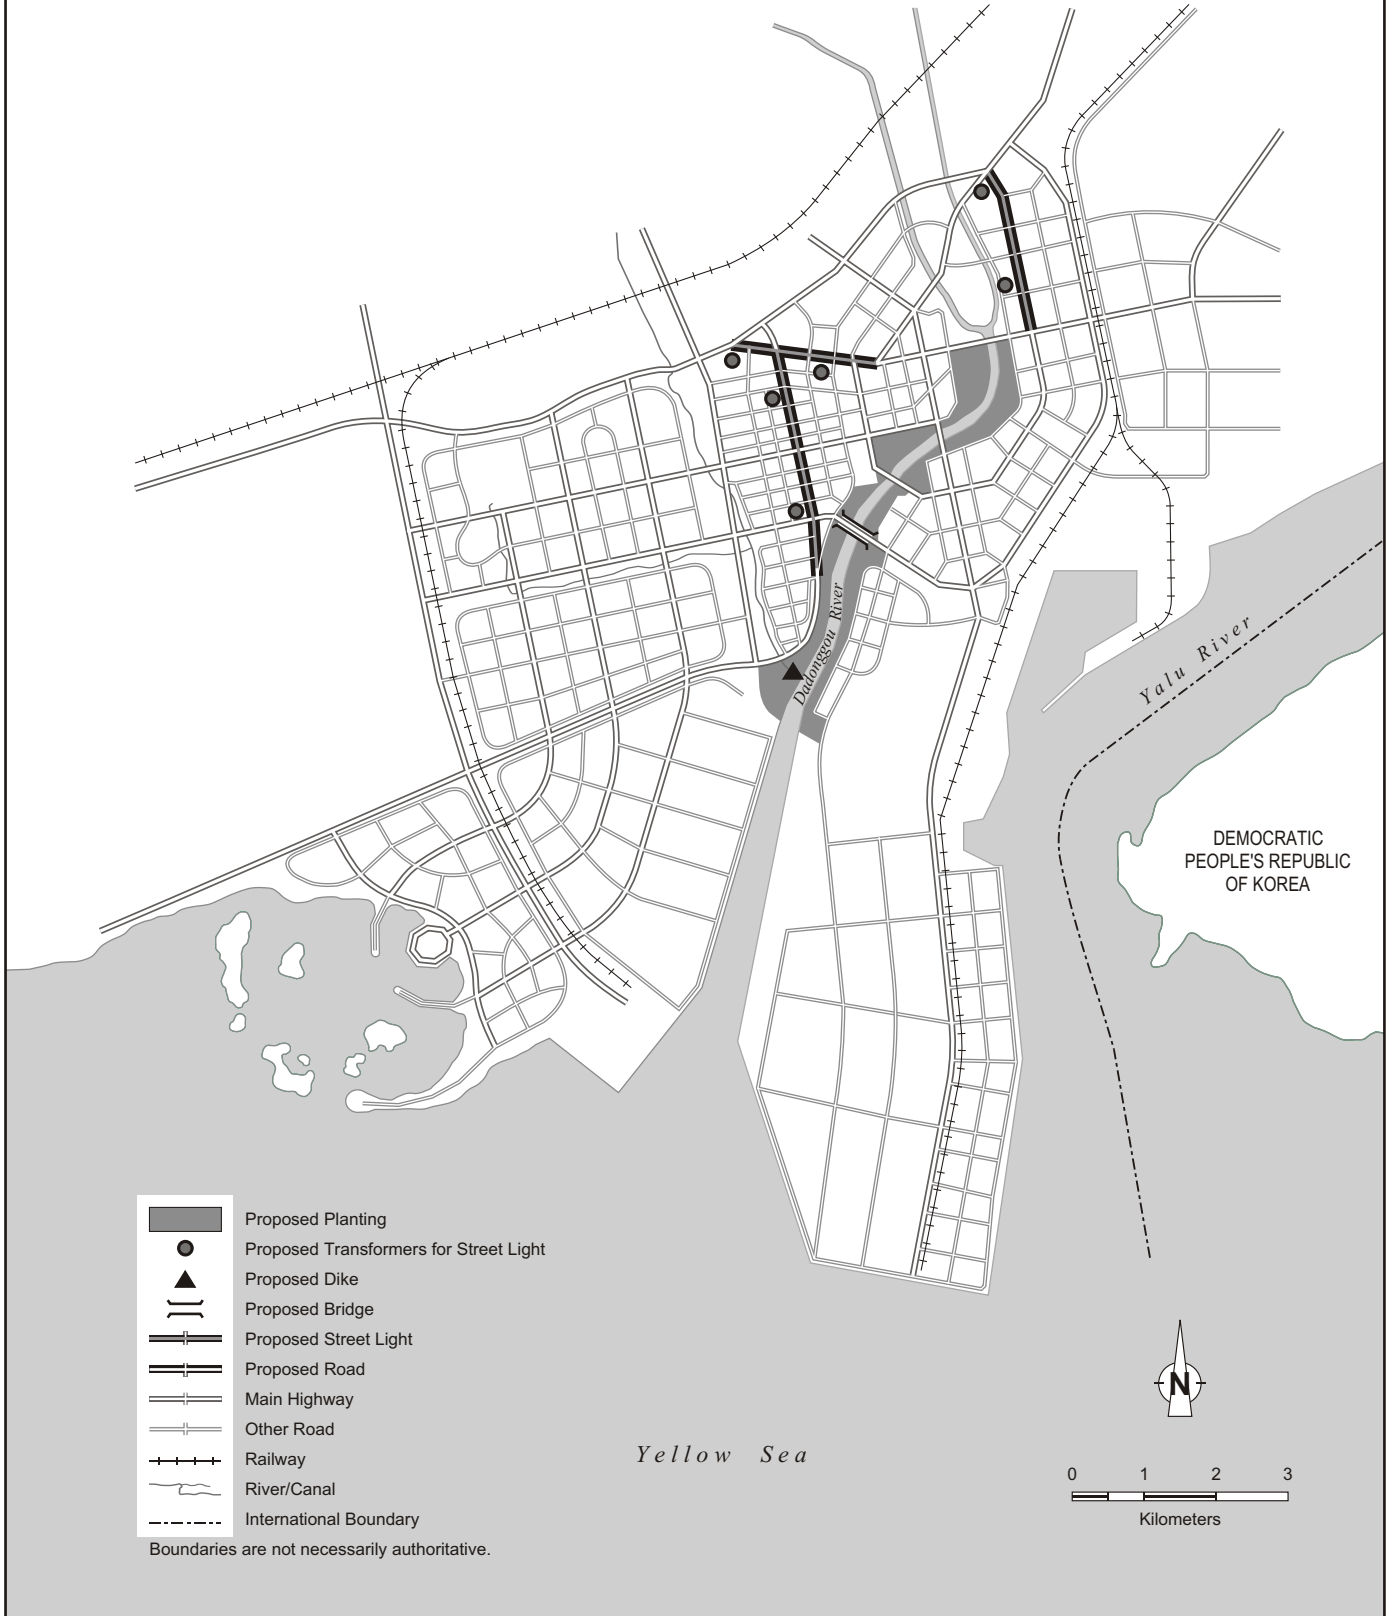 Dadonggou River
Yalu River
DEMOCRATIC
PEOPLE'S REPUBLIC
OF KOREA
Proposed Planting
Proposed Transformers for Street Light
Proposed Dike
Proposed Bridge
Proposed Street Light
Proposed Road
Main Highway
Other Road
Railway
River/Canal
International Boundary
Boundaries are not necessarily authoritative.
Yellow Sea
N
0 1 2 3
Kilometers